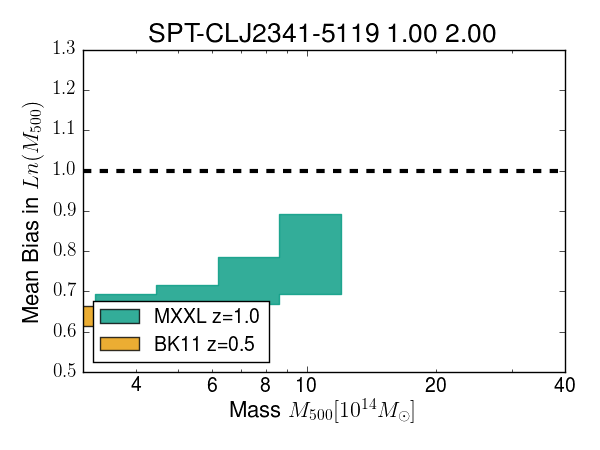 SPT-CLJ2341-5119 1.00 2.00
1.3
1.2
1.1
1.0
0.9
0.8
0.7
0.6
0.5
Mean Bias in Ln(M500)
MXXL z=1.0
BK11 z=0.5
4 6 8 10 20 40
Mass M500[10^14 M⊙]